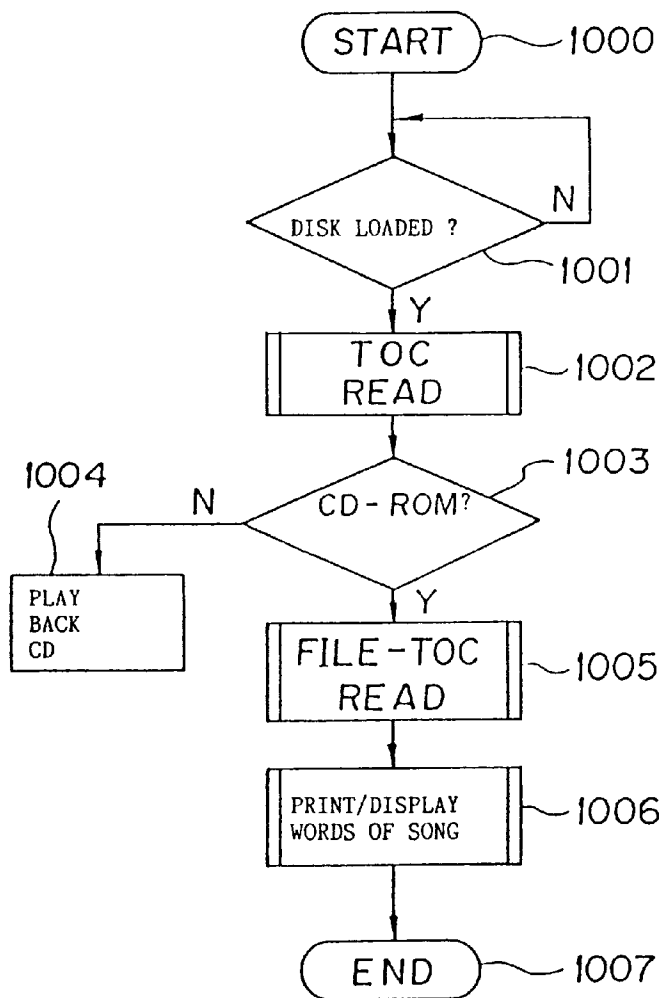 START
1000
N
DISK LOADED ?
1001
Y
TOC
READ
1002
1003
1004
N
CD-ROM?
PLAY
BACK
CD
Y
FILE-TOC
READ
1005
PRINT/DISPLAY
WORDS OF SONG
1006
END
1007